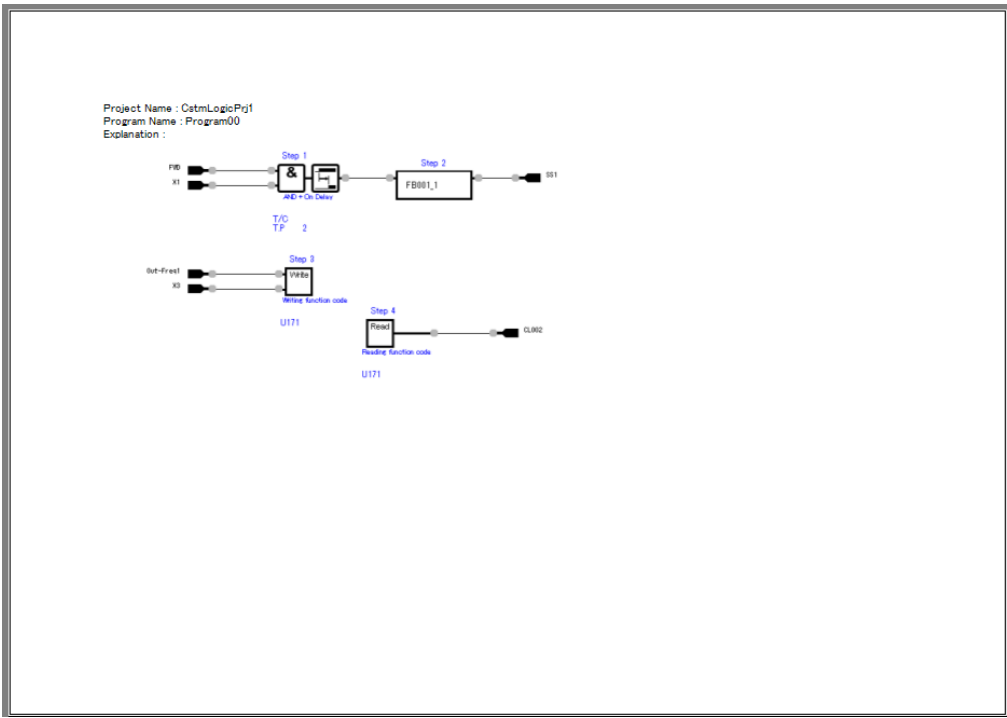 Project Name : CstmLogicPrj1
Program Name : Program00
Explanation :
Step 1
Step 2
FWD
&
FB001_1
SS1
X1
AND + On Delay
T/C
T.P 2
Step 3
Out-Freq1
Write
X3
Writing function code
U171
Step 4
Read
CLO02
Reading function code
U171